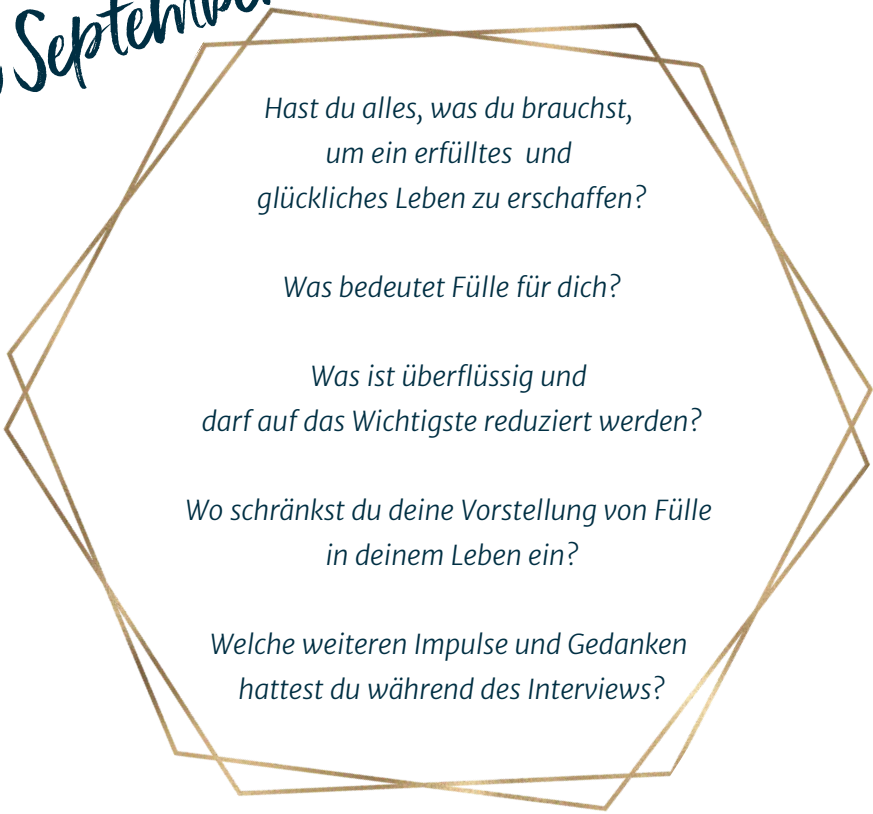 September
Hast du alles, was du brauchst,
um ein erfülltes und
glückliches Leben zu erschaffen?
Was bedeutet Fülle für dich?
Was ist überflüssig und
darf auf das Wichtigste reduziert werden?
Wo schränkst du deine Vorstellung von Fülle
in deinem Leben ein?
Welche weiteren Impulse und Gedanken
hattest du während des Interviews?